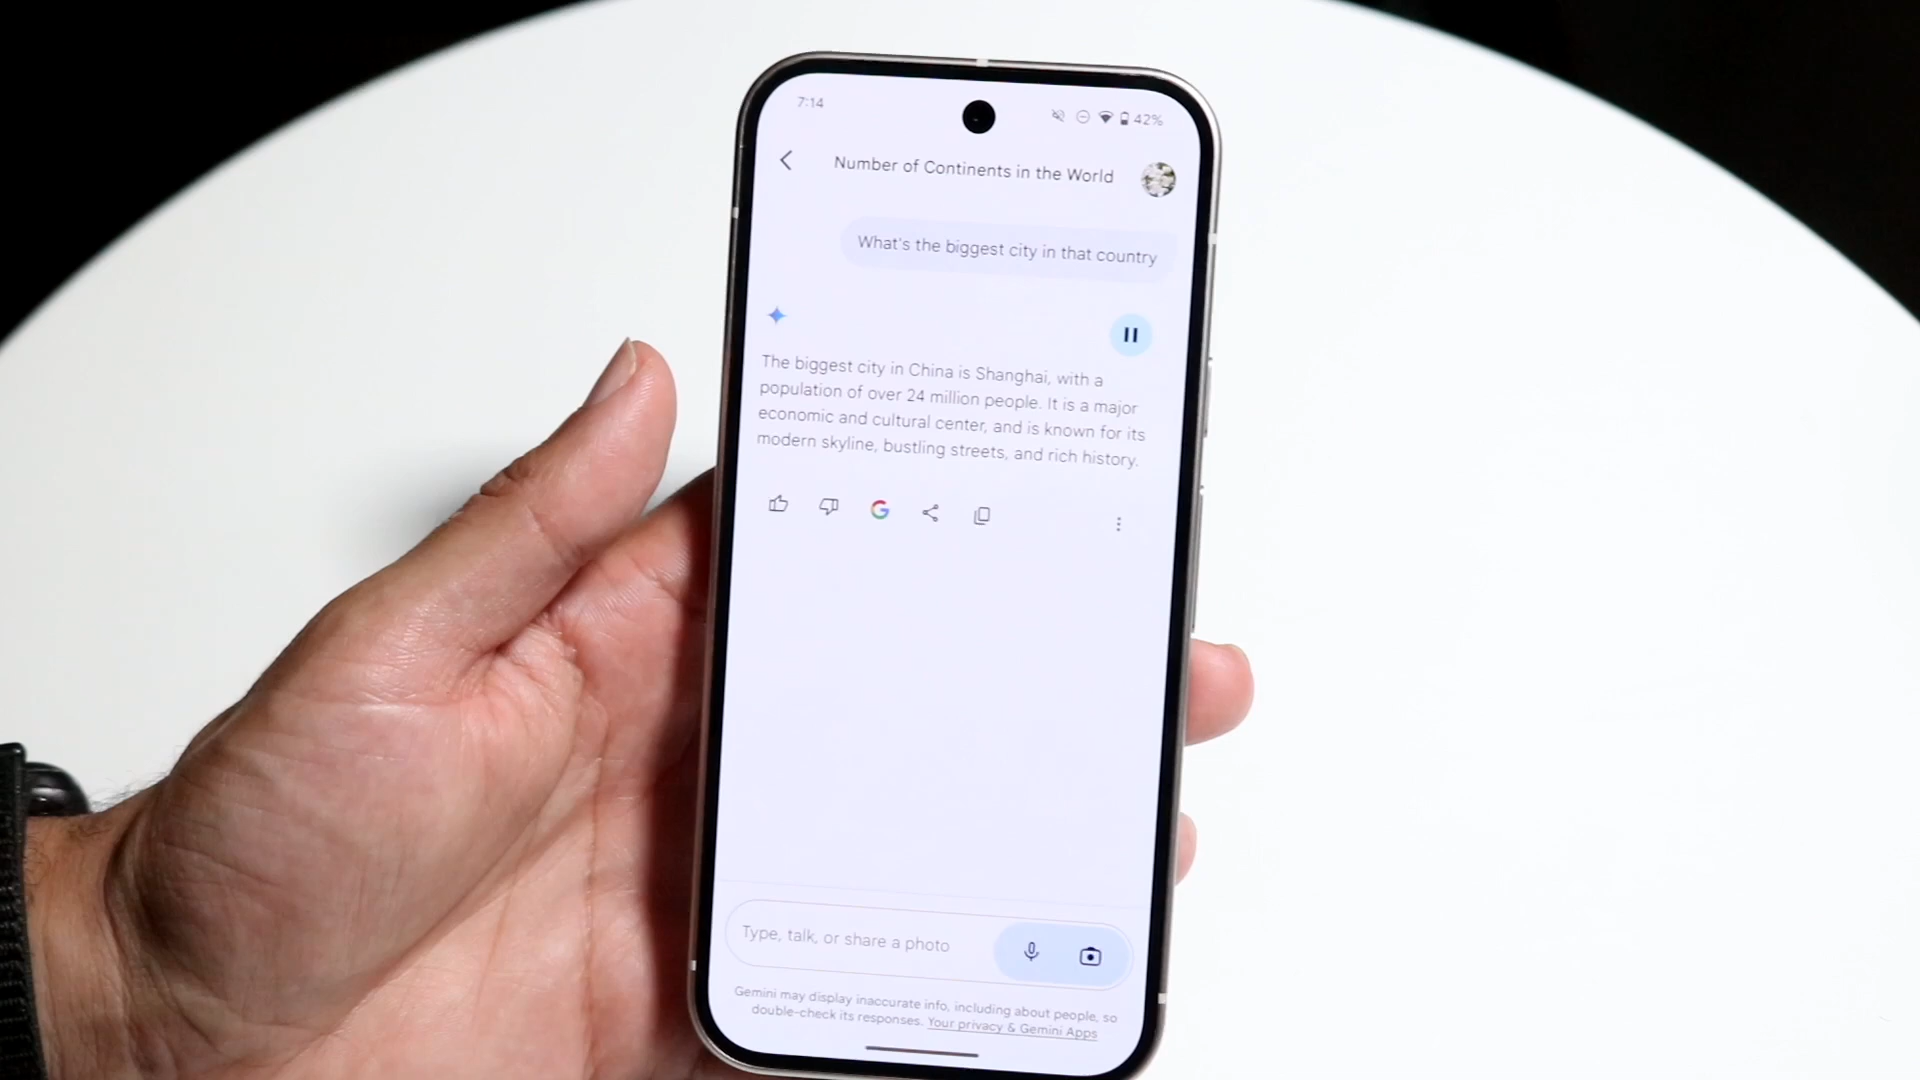 7:14
42%
Number of Continents in the World
What's the biggest city in that country
The biggest city in China is Shanghai, with a
population of over 24 million people. It is a major
economic and cultural center, and is known for its
modern skyline, bustling streets, and rich history.
G
Type, talk, or share a photo
Gemini may display inaccurate info, including about people, so
double-check its responses. Your privacy & Gemini Apps